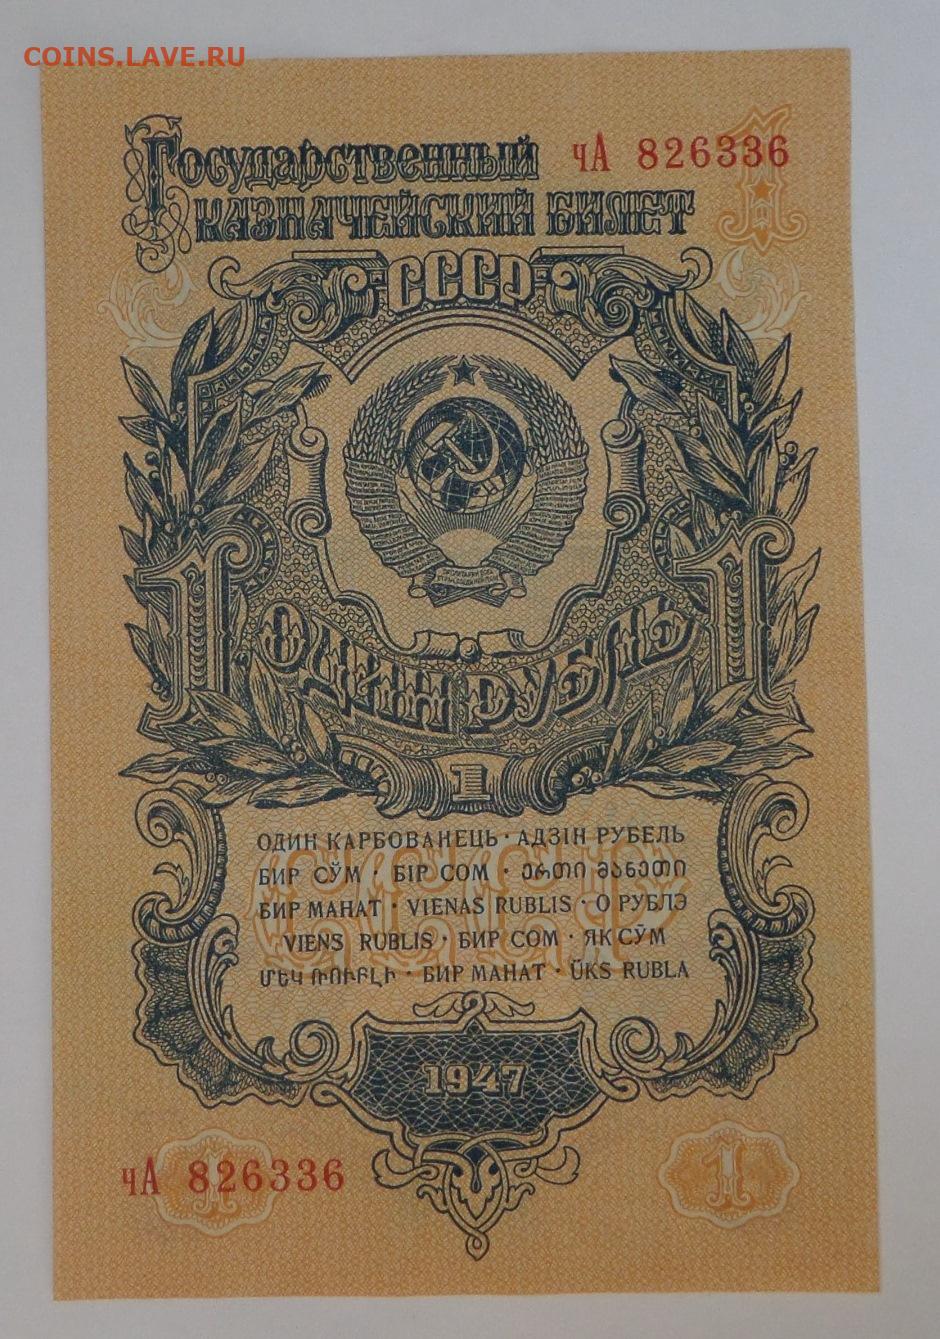 COINS.LAVE.RU
Государственный
чА 826336
1
казначейский билет
СССР
1 1
ОДИН РУБЛЬ
1
ОДИН КАРБОВАНЕЦЬ · АДЗІН РУБЕЛЬ
БИР СЎМ · БІР СОМ · ᲔᲠᲗᲘ ᲛᲐᲜᲔᲗᲘ
БИР МАНАТ · VIENAS RUBLIS · О РУБЛЭ
VIENS RUBLIS · БИР СОМ · ЯК СӮМ
ՄԵԿ ՌՈՒԲԼԻ · БИР МАНАТ · ÜKS RUBLA
СССР
1947
чА 826336
1 1